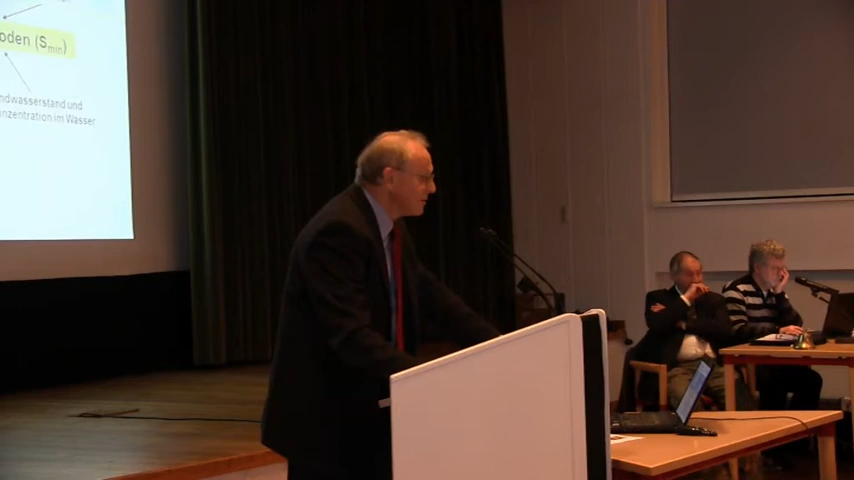 oden (Smin)
ndwasserstand und
nzentration im Wasser